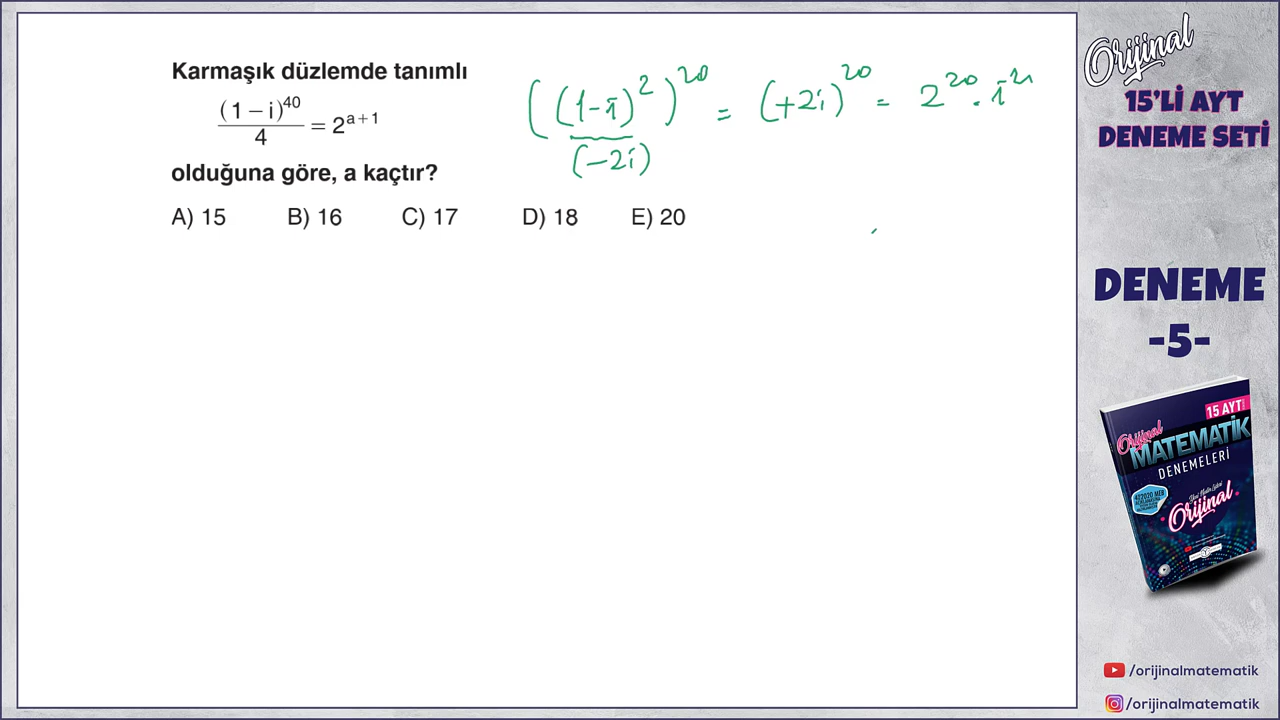 Karmaşık düzlemde tanımlı
(1 − i)^40 / 4 = 2^(a+1)
olduğuna göre, a kaçtır?
A) 15 B) 16 C) 17 D) 18 E) 20
((1-i)^2)^20 = (+2i)^20 = 2^20 . i^2
(-2i)
Orijinal
15'Lİ AYT
DENEME SETİ
DENEME
-5-
15 AYT
Orijinal
MATEMATİK
DENEMELERİ
Orijinal
/orijinalmatematik
/orijinalmatematik